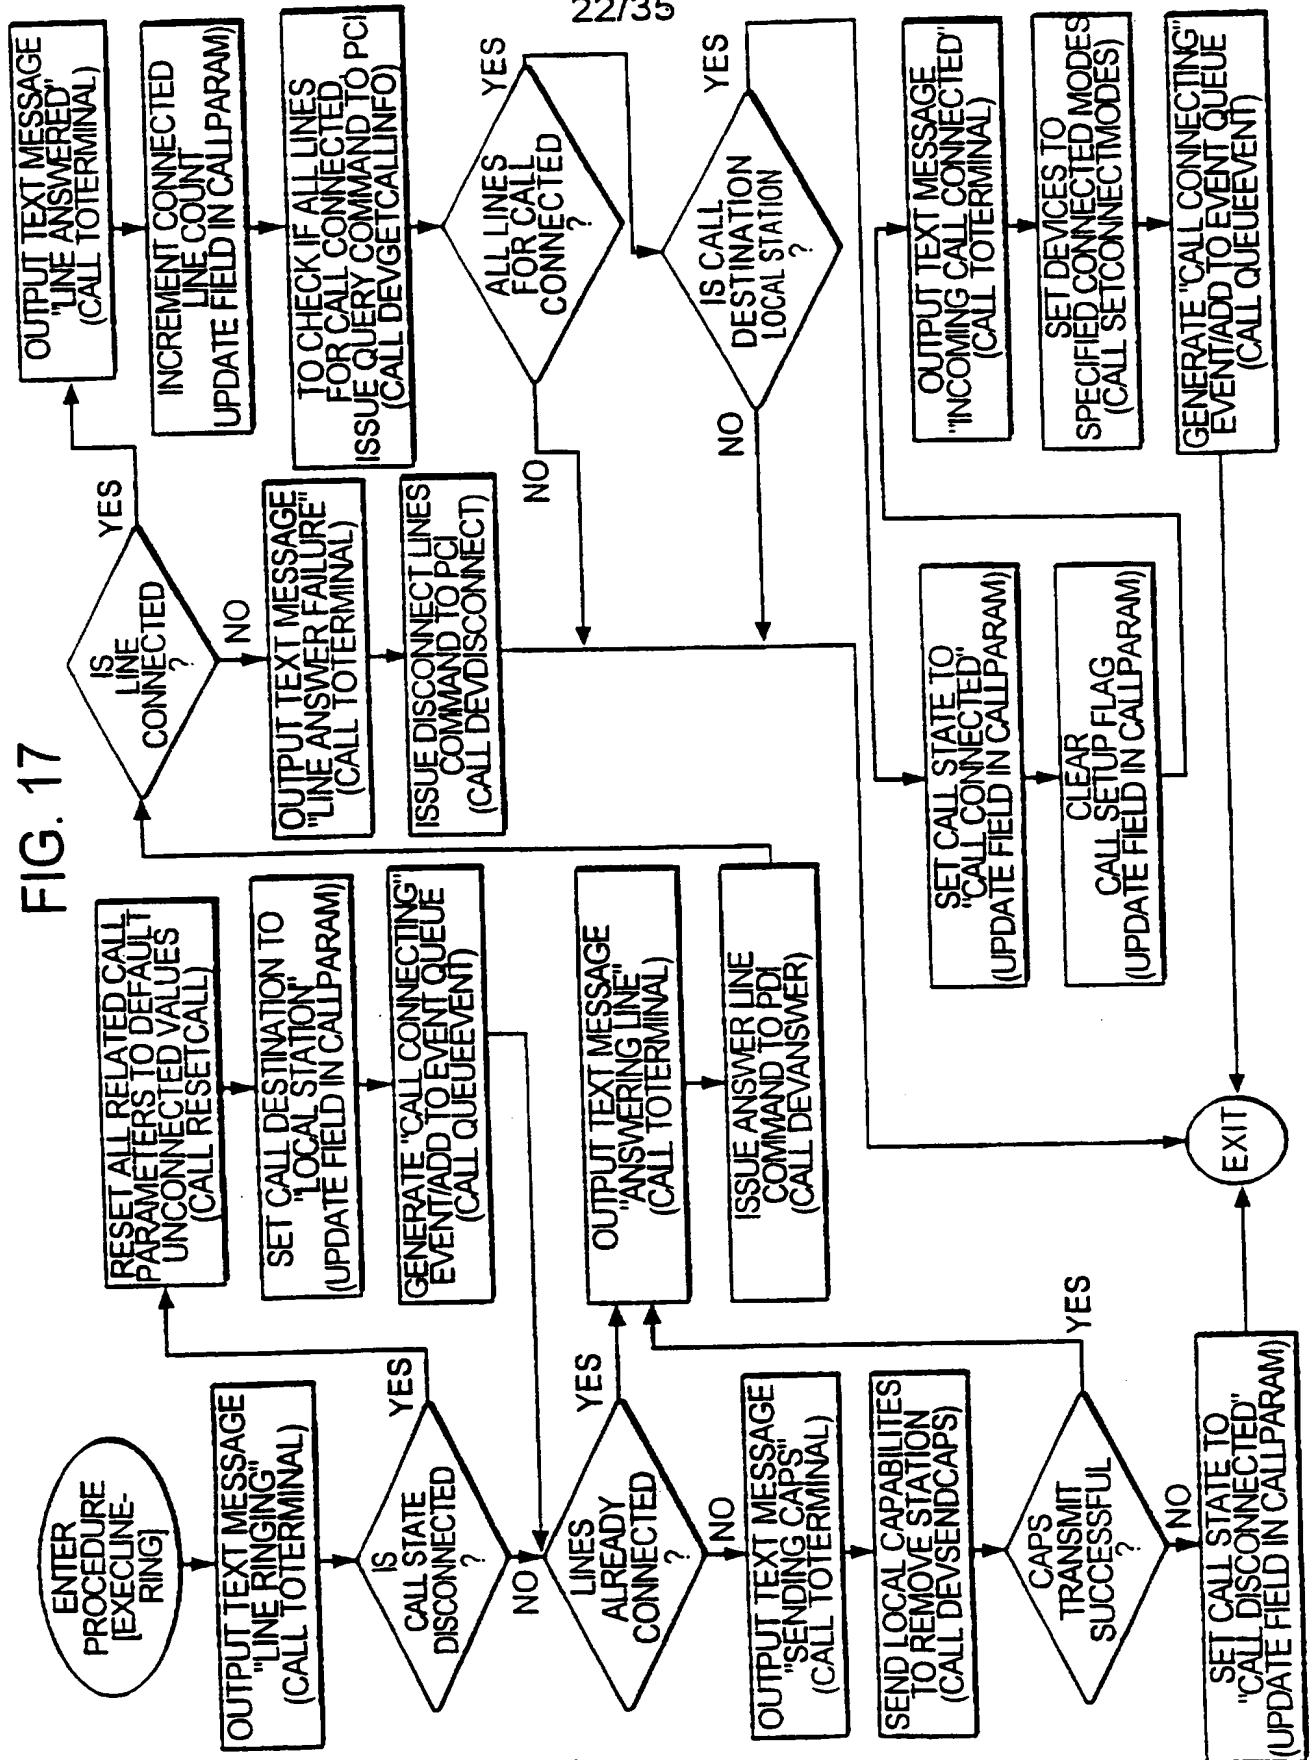 22/35
FIG. 17
ENTER
PROCEDURE
[EXECLINE-
RING]
OUTPUT TEXT MESSAGE
"LINE RINGING"
(CALL TOTERMINAL)
IS
CALL STATE
DISCONNECTED
?
YES
NO
RESET ALL RELATED CALL
PARAMETERS TO DEFAULT
UNCONNECTED VALUES
(CALL RESETCALL)
SET CALL DESTINATION TO
"LOCAL STATION"
(UPDATE FIELD IN CALLPARAM)
GENERATE "CALL CONNECTING"
EVENT/ADD TO EVENT QUEUE
(CALL QUEUEEVENT)
LINES
ALREADY
CONNECTED
?
YES
NO
OUTPUT TEXT MESSAGE
"SENDING CAPS"
(CALL TOTERMINAL)
SEND LOCAL CAPABILITES
TO REMOVE STATION
(CALL DEVSENDCAPS)
CAPS
TRANSMIT
SUCCESSFUL
?
YES
NO
SET CALL STATE TO
"CALL DISCONNECTED"
(UPDATE FIELD IN CALLPARAM)
OUTPUT TEXT MESSAGE
"ANSWERING LINE"
(CALL TOTERMINAL)
ISSUE ANSWER LINE
COMMAND TO PDI
(CALL DEVANSWER)
IS
LINE
CONNECTED
?
YES
NO
OUTPUT TEXT MESSAGE
"LINE ANSWER FAILURE"
(CALL TOTERMINAL)
ISSUE DISCONNECT LINES
COMMAND TO PCI
(CALL DEVDISCONNECT)
OUTPUT TEXT MESSAGE
"LINE ANSWERED"
(CALL TOTERMINAL)
INCREMENT CONNECTED
LINE COUNT
UPDATE FIELD IN CALLPARAM)
TO CHECK IF ALL LINES
FOR CALL CONNECTED
ISSUE QUERY COMMAND TO PCI
(CALL DEVGETCALLINFO)
ALL LINES
FOR CALL
CONNECTED
?
YES
NO
IS CALL
DESTINATION
LOCAL STATION
?
YES
NO
SET CALL STATE TO
"CALL CONNECTED"
(UPDATE FIELD IN CALLPARAM)
CLEAR
CALL SETUP FLAG
(UPDATE FIELD IN CALLPARAM)
OUTPUT TEXT MESSAGE
"INCOMING CALL CONNECTED"
(CALL TOTERMINAL)
SET DEVICES TO
SPECIFIED CONNECTED MODES
(CALL SETCONNECTMODES)
GENERATE "CALL CONNECTING"
EVENT/ADD TO EVENT QUEUE
(CALL QUEUEEVENT)
EXIT